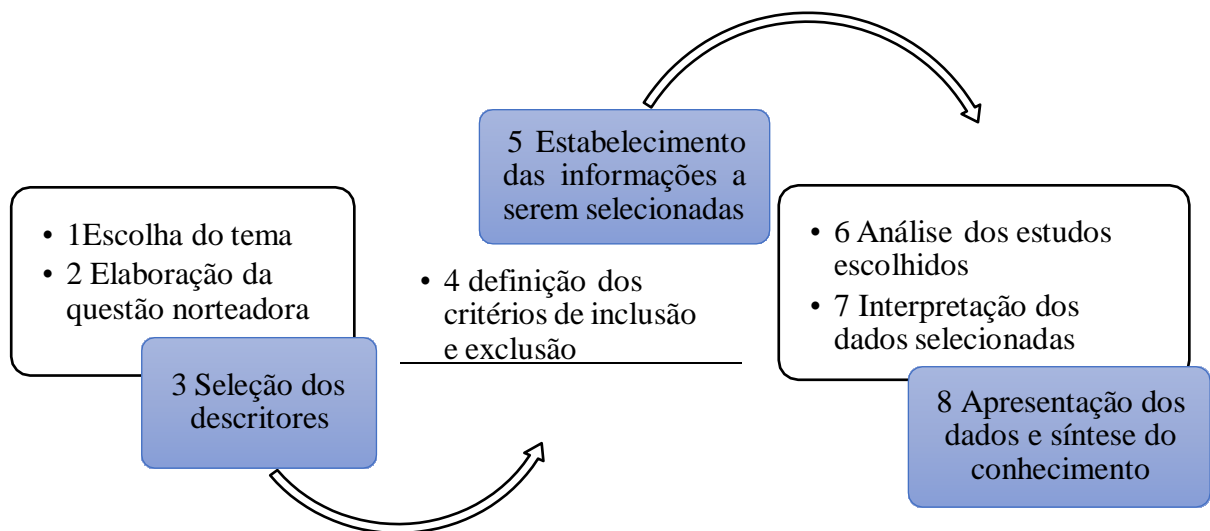 • 1Escolha do tema
• 2 Elaboração da
questão norteadora
3 Seleção dos
descritores
• 4 definição dos
critérios de inclusão
e exclusão
5 Estabelecimento
das informações a
serem selecionadas
• 6 Análise dos estudos
escolhidos
• 7 Interpretação dos
dados selecionadas
8 Apresentação dos
dados e síntese do
conhecimento